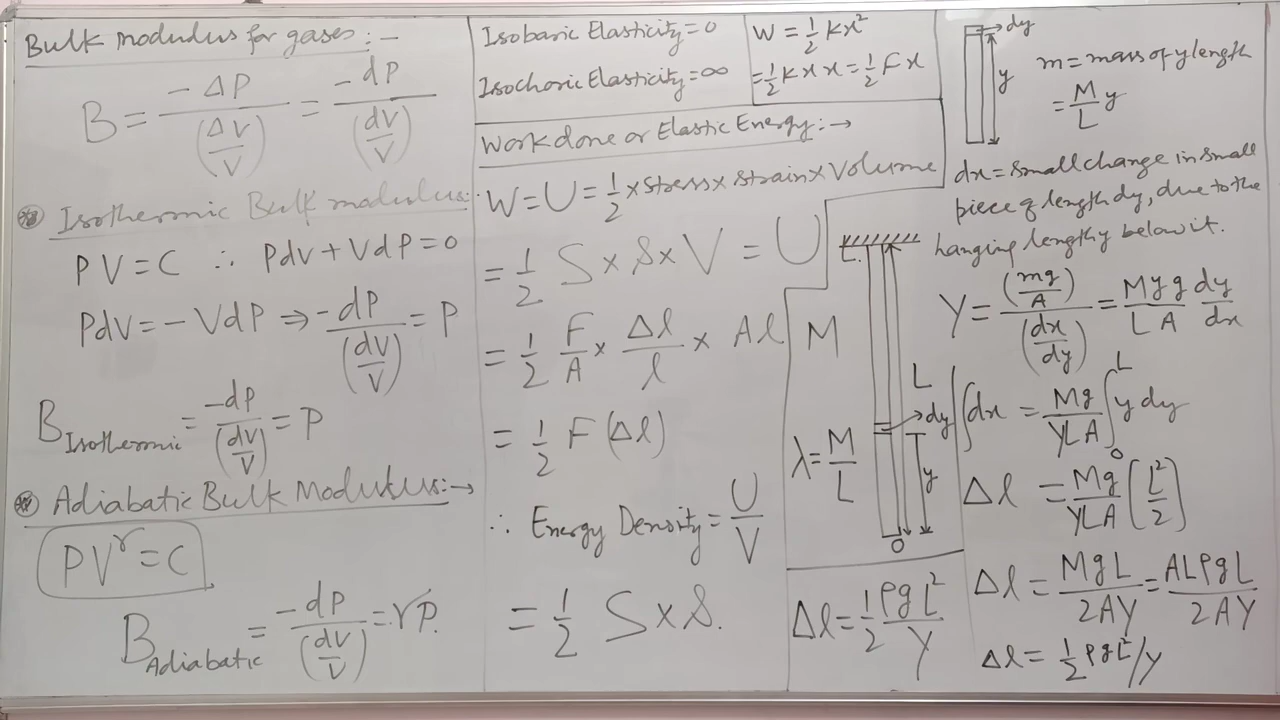 Bulk modulus for gases:-
B = -ΔP/(ΔV/V) = -dP/(dV/V)
⊛ Isothermic Bulk modulus:-
PV = C ∴ PdV + VdP = 0
PdV = -VdP ⇒ -dP/(dV/V) = P
B Isothermic = -dP/(dV/V) = P
⊛ Adiabatic Bulk Modulus:→
PV^γ = C
B Adiabatic = -dP/(dV/V) = γP.
Isobaric Elasticity = 0
Isochoric Elasticity = ∞
W = 1/2 Kx²
= 1/2 K x x = 1/2 F x
Work done or Elastic Energy:→
W = U = 1/2 × stress × strain × Volume
= 1/2 S × s × V = U
= 1/2 F/A × Δl/l × Al
= 1/2 F (Δl)
∴ Energy Density = U/V
= 1/2 S × s.
L
M
L
dy
λ = M/L
y
0
Δl = 1/2 ρgL²/Y
dy
y
m = mass of y length
= M/L y
dx = small change in small
piece of length dy, due to the
hanging length y below it.
Y = (mg/A)/(dx/dy) = Myg/LA dy/dx
∫dx = Mg/YLA ∫₀ᴸ y dy
Δl = Mg/YLA [L²/2]
Δl = MgL/2AY = ALρgL/2AY
Δl = 1/2 ρgL²/Y